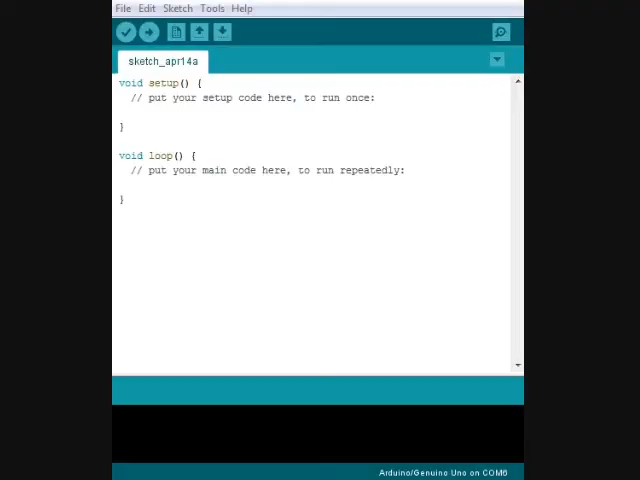 File Edit Sketch Tools Help
sketch_apr14a
void setup() {
// put your setup code here, to run once:
}
void loop() {
// put your main code here, to run repeatedly:
}
Arduino/Genuino Uno on COM6